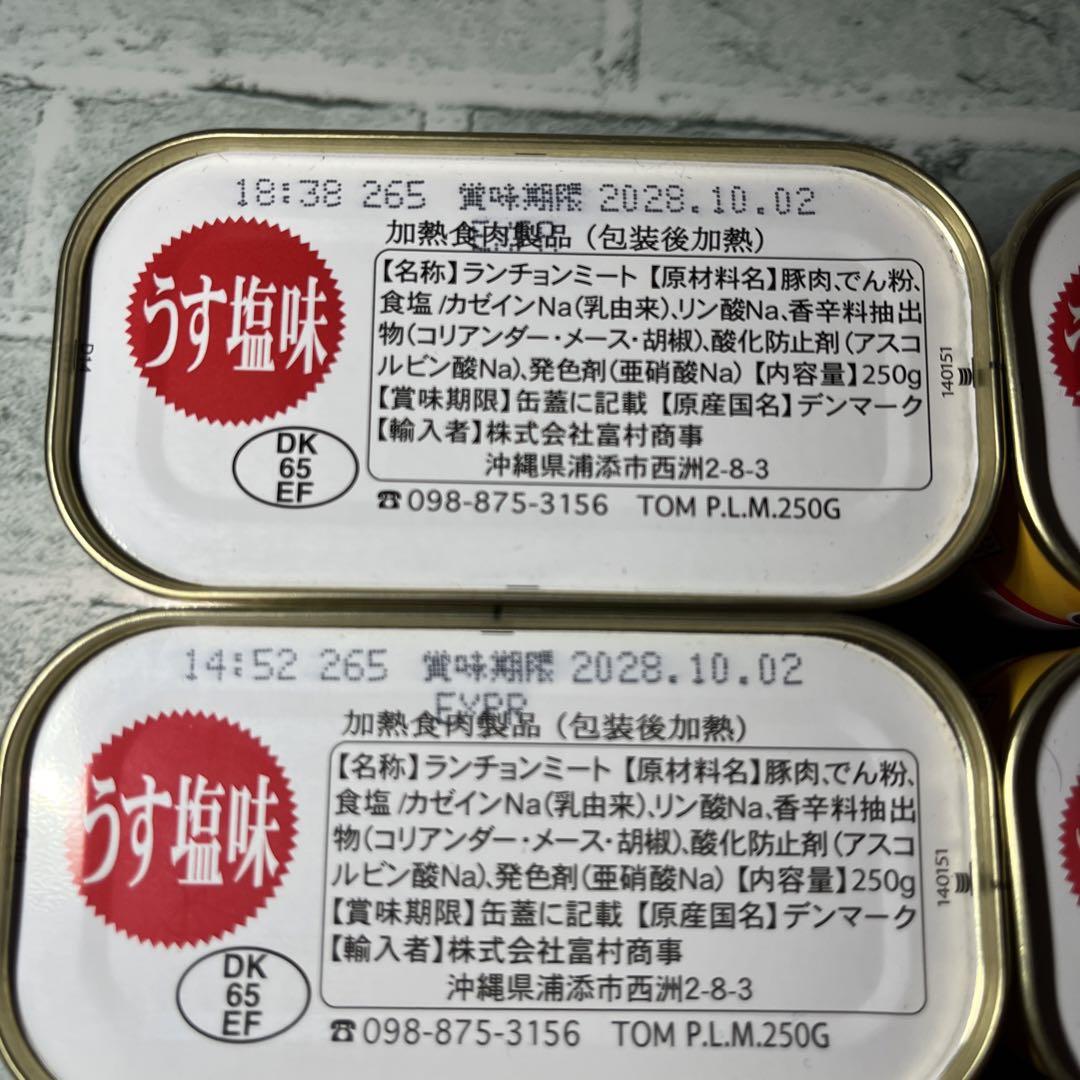 18:38 265 賞味期限 2028.10.02
加熱食肉製品 (包装後加熱)
うす塩味
【名称】ランチョンミート【原材料名】豚肉、でん粉、
食塩/カゼインNa(乳由来)、リン酸Na、香辛料抽出
物(コリアンダー・メース・胡椒)、酸化防止剤(アスコ
ルビン酸Na)、発色剤(亜硝酸Na)【内容量】250g
【賞味期限】缶蓋に記載【原産国名】デンマーク
【輸入者】株式会社富村商事
沖縄県浦添市西洲2-8-3
DK
65
EF
☎098-875-3156 TOM P.L.M.250G
140151
14:52 265 賞味期限 2028.10.02
EXPR
加熱食肉製品 (包装後加熱)
うす塩味
【名称】ランチョンミート【原材料名】豚肉、でん粉、
食塩/カゼインNa(乳由来)、リン酸Na、香辛料抽出
物(コリアンダー・メース・胡椒)、酸化防止剤(アスコ
ルビン酸Na)、発色剤(亜硝酸Na)【内容量】250g
【賞味期限】缶蓋に記載【原産国名】デンマーク
【輸入者】株式会社富村商事
沖縄県浦添市西洲2-8-3
DK
65
EF
☎098-875-3156 TOM P.L.M.250G
140151